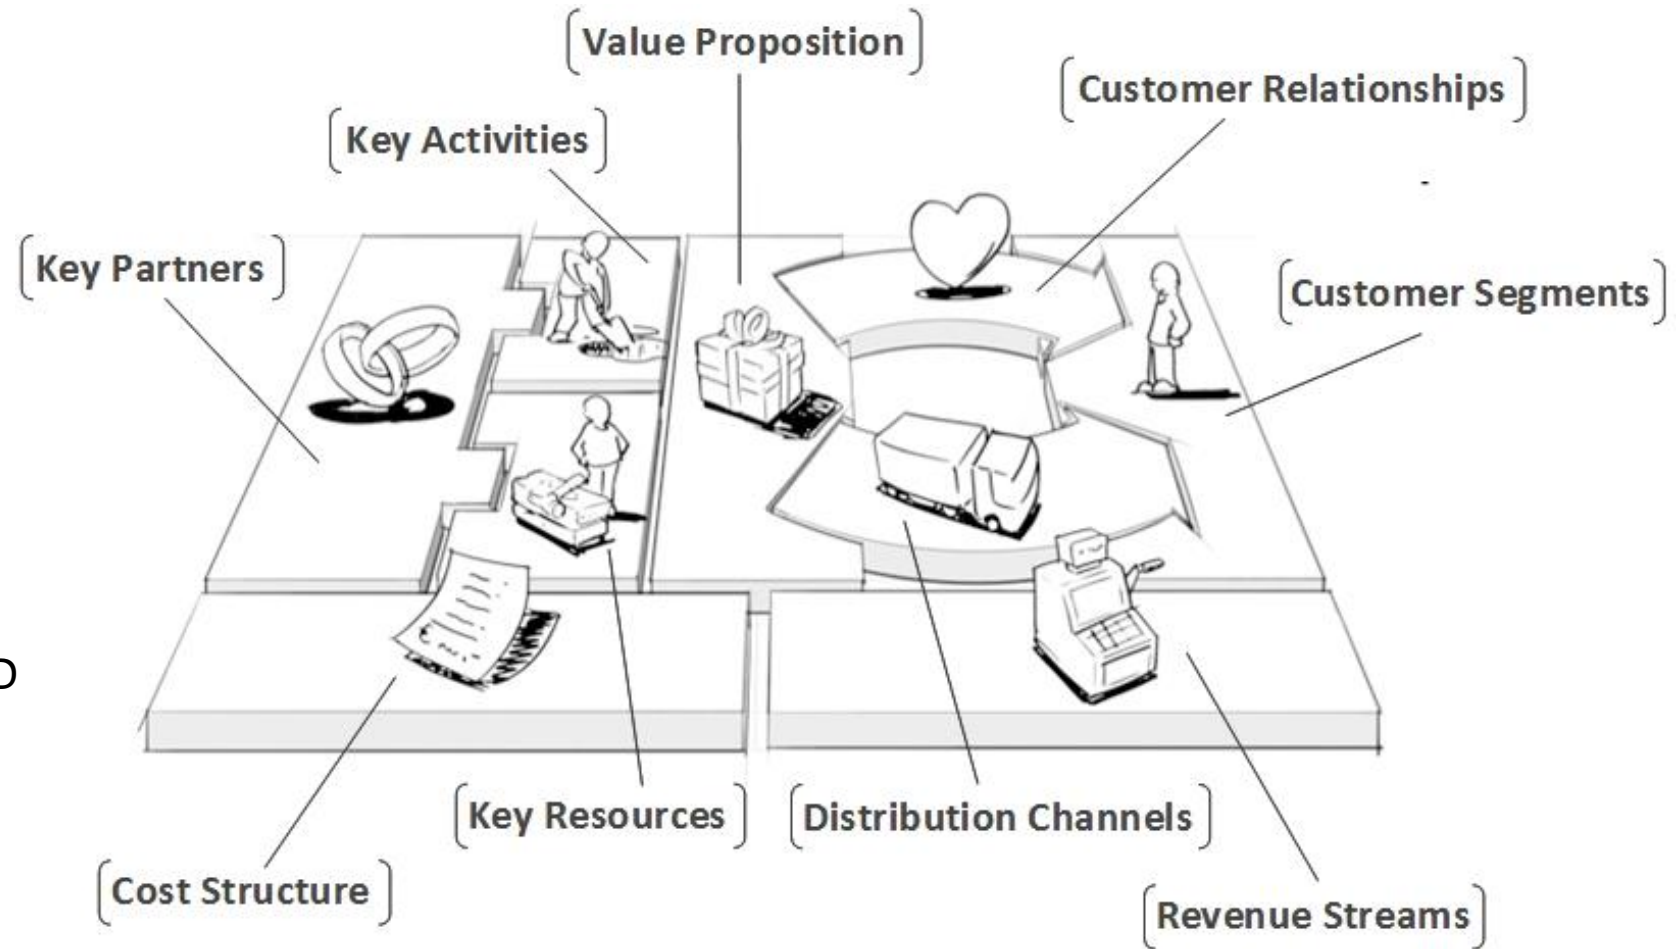 Value Proposition
Customer Relationships
Key Activities
-
Key Partners
Customer Segments
D
Key Resources
Distribution Channels
Cost Structure
Revenue Streams